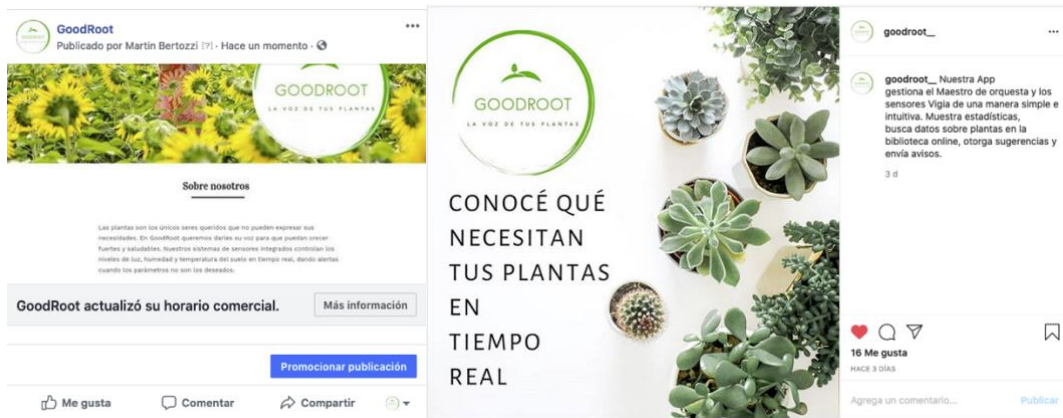 GoodRoot
Publicado por Martin Bertozzi [?] · Hace un momento ·
GOODROOT
LA VOZ DE TUS PLANTAS
Sobre nosotros
Las plantas son los únicos seres queridos que no pueden expresar sus
necesidades. En GoodRoot queremos darles su voz para que puedan crecer
fuertes y saludables. Nuestros sistemas de sensores integrados controlan los
niveles de luz, humedad y temperatura del suelo en tiempo real, dando alertas
cuando los parámetros no son los deseados.
GoodRoot actualizó su horario comercial.
Más información
Promocionar publicación
Me gusta
Comentar
Compartir
GOODROOT
LA VOZ DE TUS PLANTAS
CONOCÉ QUÉ
NECESITAN
TUS PLANTAS
EN
TIEMPO
REAL
goodroot__
goodroot__ Nuestra App
gestiona el Maestro de orquesta y los
sensores Vigia de una manera simple e
intuitiva. Muestra estadísticas,
busca datos sobre plantas en la
biblioteca online, otorga sugerencias y
envía avisos.
3 d
16 Me gusta
HACE 3 DÍAS
Agrega un comentario...
Publicar